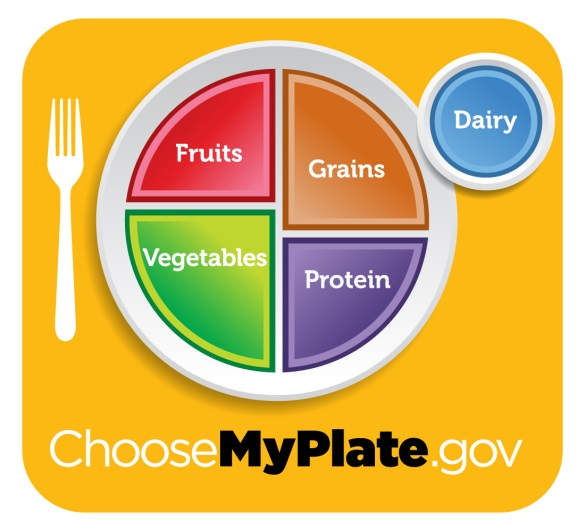 Fruits
Grains
Dairy
Vegetables
Protein
ChooseMyPlate.gov